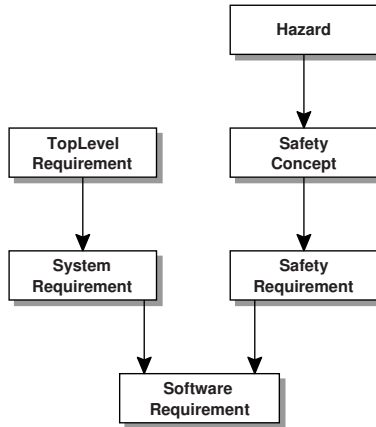 Hazard
TopLevel
Requirement
Safety
Concept
System
Requirement
Safety
Requirement
Software
Requirement